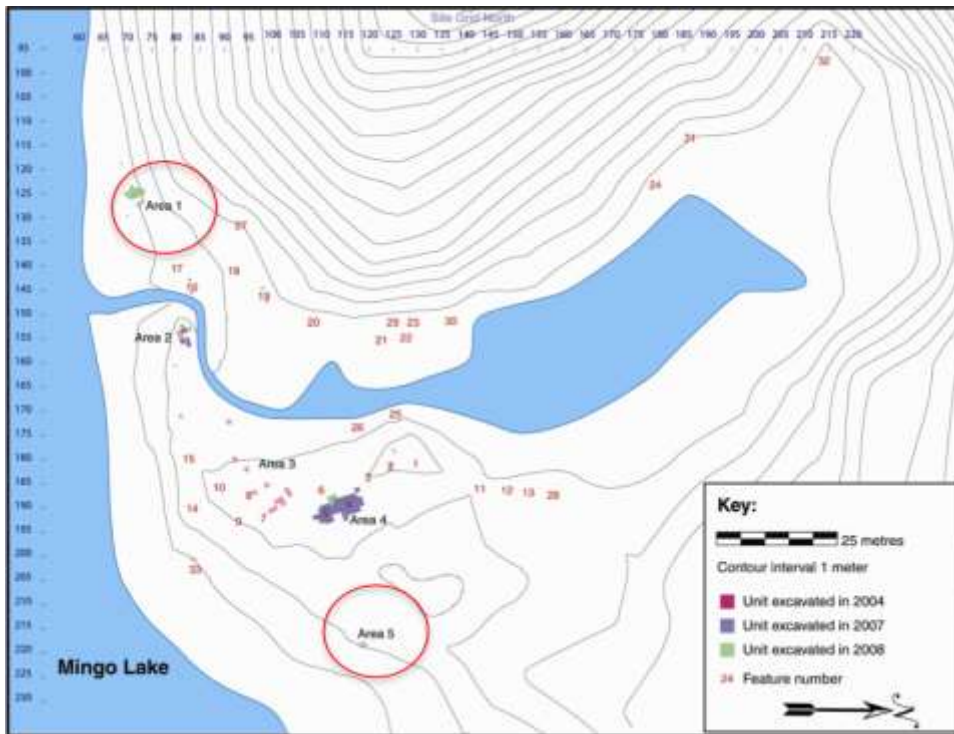 Site Grid North
60 65 70 75 80 85 90 95 100 105 110 115 120 125 130 135 140 145 150 155 160 165 170 175 180 185 190 195 200 205 210 215 220
95
100
105
110
115
120
125
130
135
140
145
150
155
160
165
170
175
180
185
190
195
200
205
210
215
220
225
230
32
24
Area 1
17
18
19
20
29 23 30
21 22
Area 2
25
26
15
Area 3
2 1
3
10
8 5
6
11 12 13 28
14
9
7
Area 4
33
Area 5
Mingo Lake
Key:
25 metres
Contour interval 1 meter
Unit excavated in 2004
Unit excavated in 2007
Unit excavated in 2008
24 Feature number
N